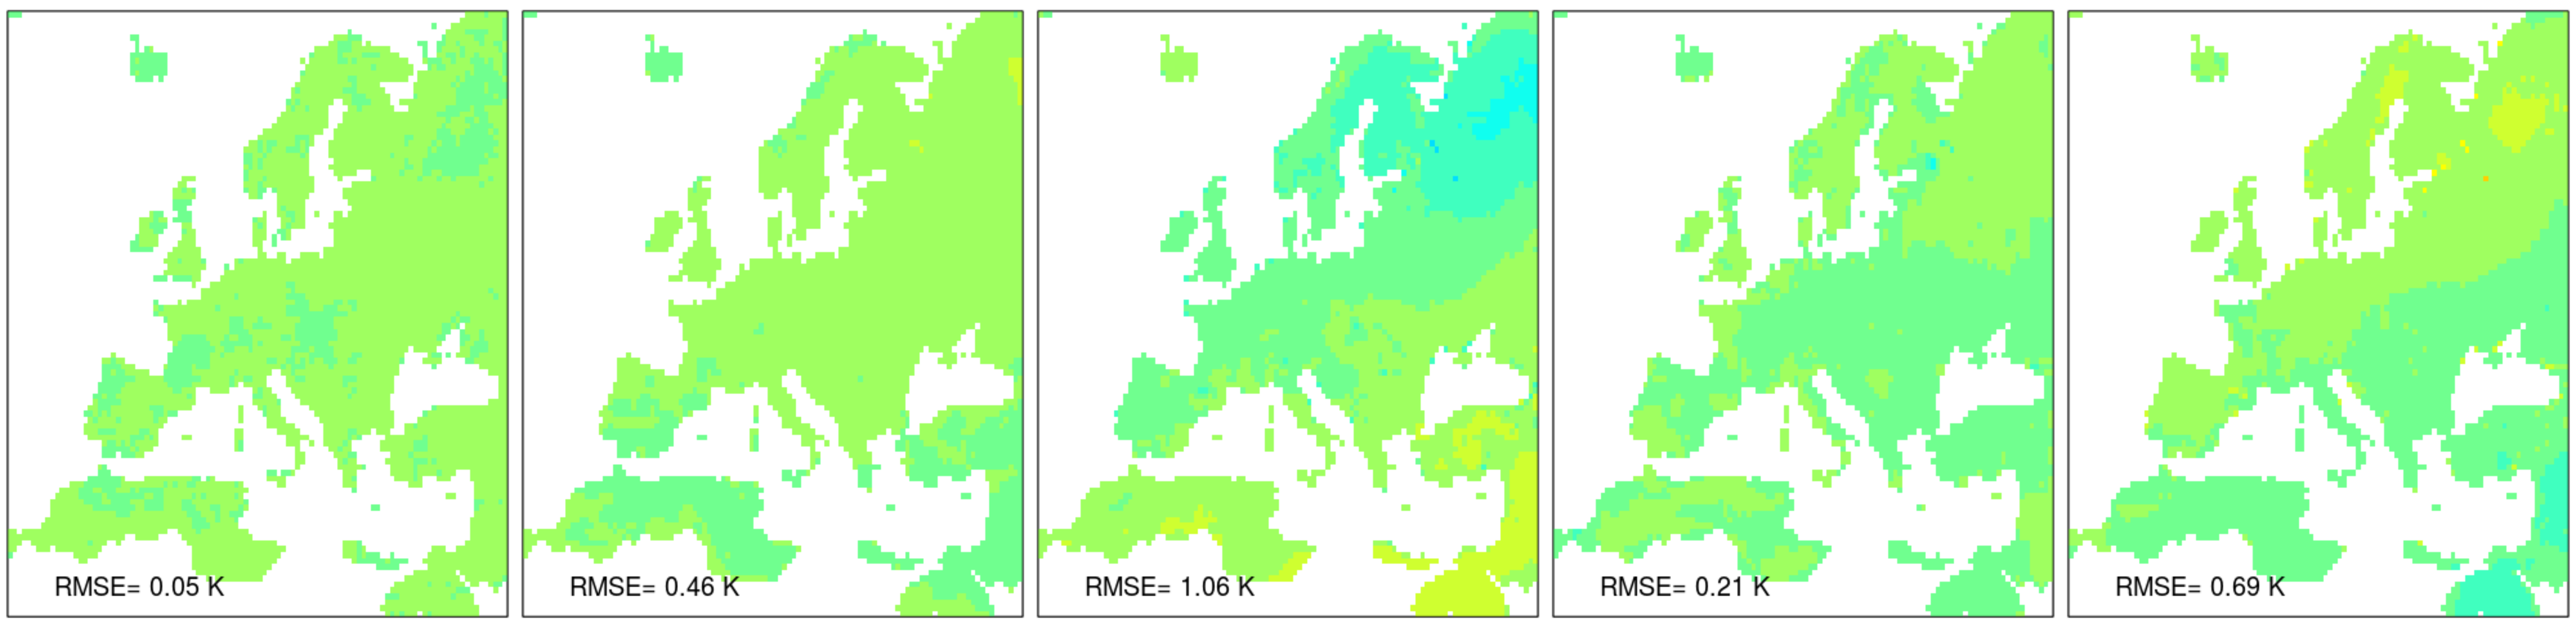 RMSE= 0.05 K
RMSE= 0.46 K
RMSE= 1.06 K
RMSE= 0.21 K
RMSE= 0.69 K